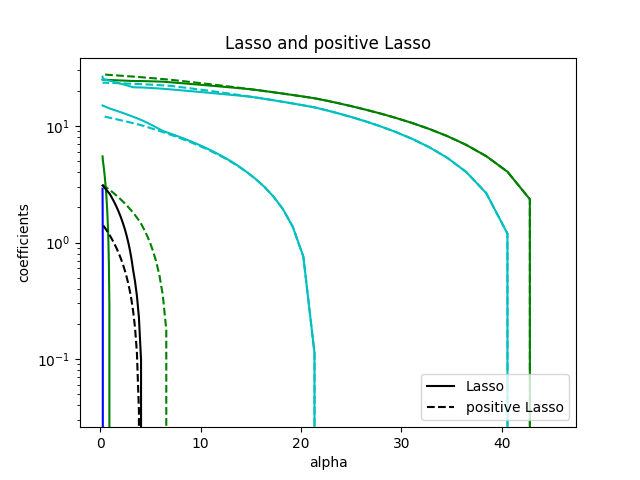 Lasso and positive Lasso
coefficients
10¹
10⁰
10⁻¹
0 10 20 30 40
alpha
Lasso
positive Lasso